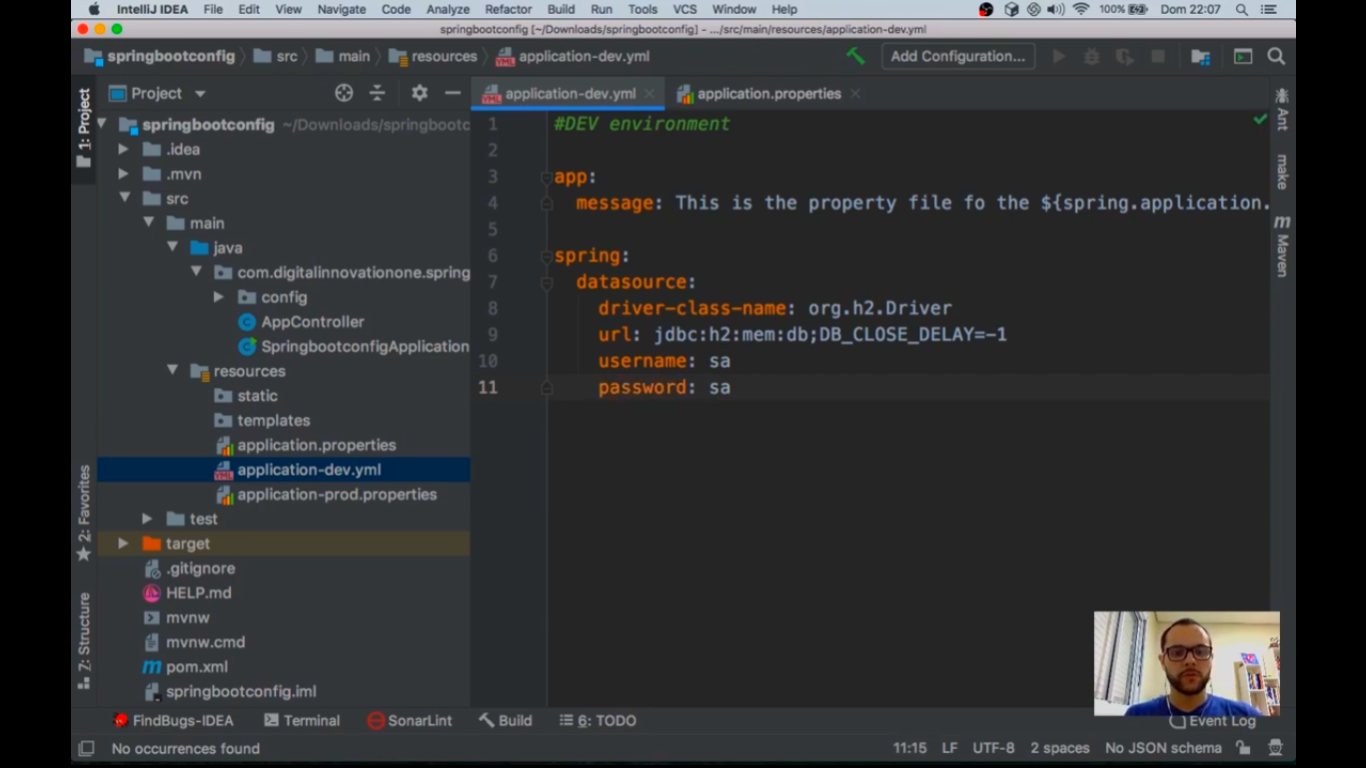 IntelliJ IDEA File Edit View Navigate Code Analyze Refactor Build Run Tools VCS Window Help 100% Dom 22:07
springbootconfig [~/Downloads/springbootconfig] - .../src/main/resources/application-dev.yml
springbootconfig src main resources application-dev.yml Add Configuration...
1: Project
Project
application-dev.yml application.properties
springbootconfig ~/Downloads/springbootc
.idea
.mvn
src
main
java
com.digitalinnovationone.spring
config
AppController
SpringbootconfigApplication
resources
static
templates
application.properties
application-dev.yml
application-prod.properties
test
target
.gitignore
HELP.md
mvnw
mvnw.cmd
pom.xml
springbootconfig.iml
2: Favorites
7: Structure
1 #DEV environment
2
3 app:
4 message: This is the property file fo the ${spring.application.
5
6 spring:
7 datasource:
8 driver-class-name: org.h2.Driver
9 url: jdbc:h2:mem:db;DB_CLOSE_DELAY=-1
10 username: sa
11 password: sa
Ant
make
Maven
FindBugs-IDEA Terminal SonarLint Build 6: TODO Event Log
No occurrences found 11:15 LF UTF-8 2 spaces No JSON schema